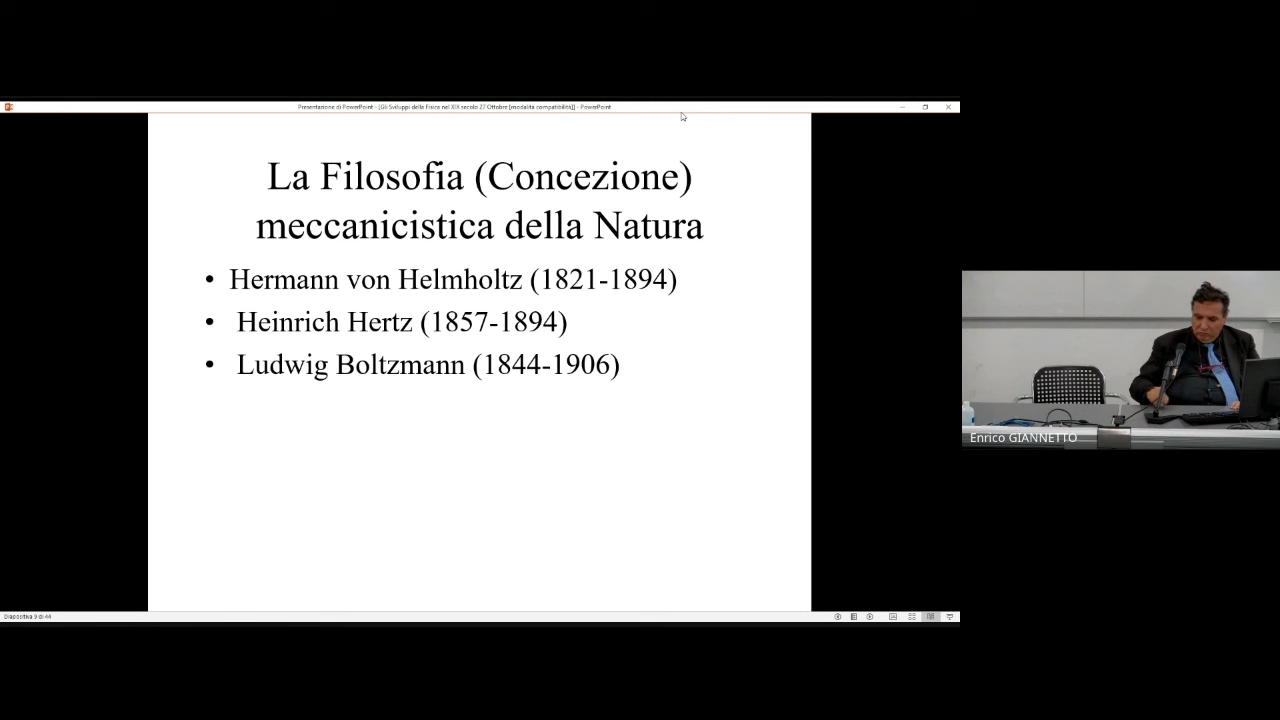 Presentazione di PowerPoint - [Gli Sviluppi della Fisica nel XIX secolo 27 Ottobre [modalità compatibilità]] - PowerPoint
La Filosofia (Concezione)
meccanicistica della Natura
• Hermann von Helmholtz (1821-1894)
• Heinrich Hertz (1857-1894)
• Ludwig Boltzmann (1844-1906)
Enrico GIANNETTO
Diapositiva 9 di 44